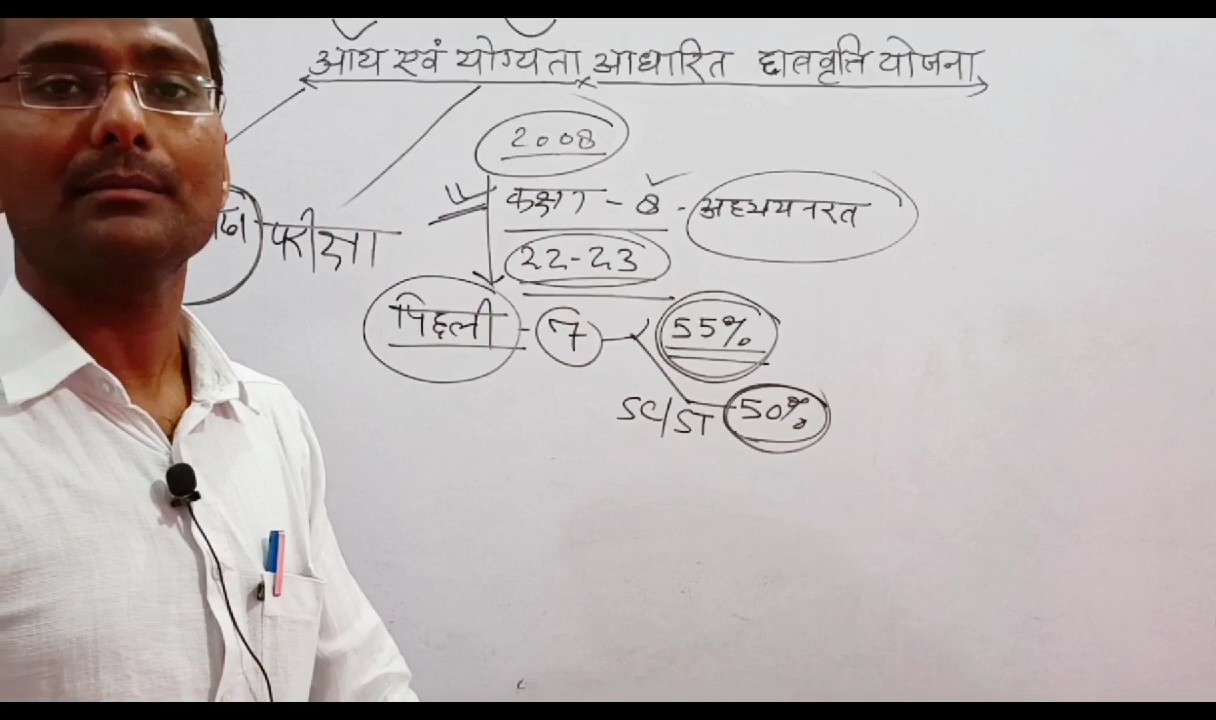 आय एवं योग्यता आधारित छात्रवृत्ति योजना
2008
कक्षा - 8 - अध्ययनरत
परीक्षा
22-23
पिछली - 7 55%
SC/ST 50%